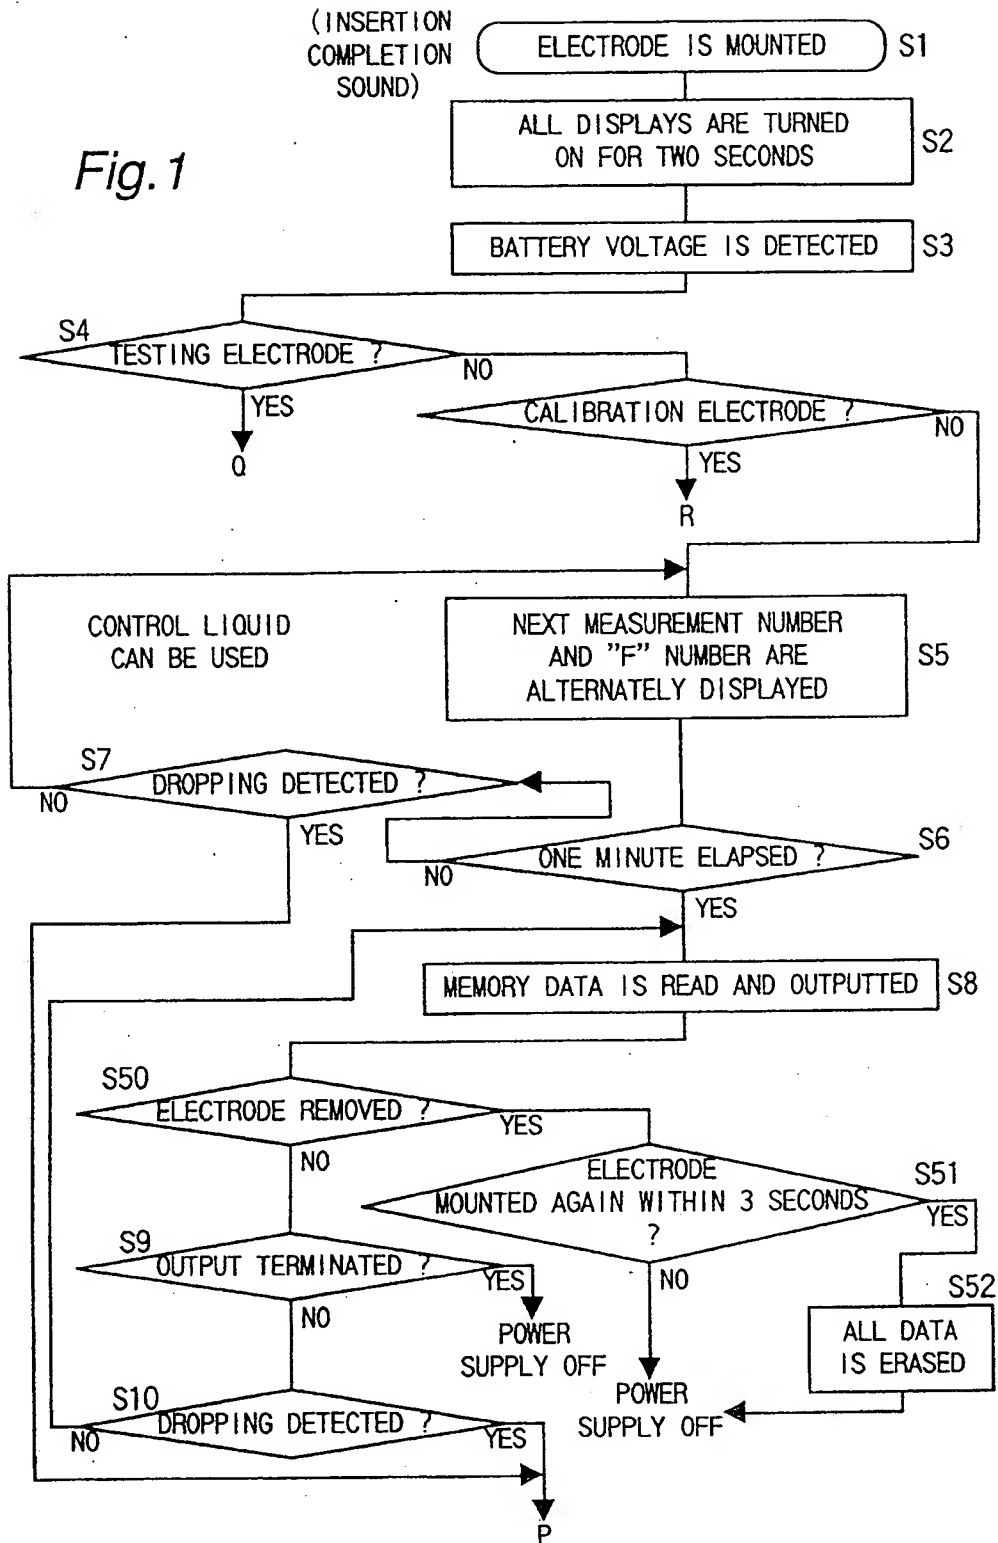 (INSERTION
COMPLETION
SOUND)
ELECTRODE IS MOUNTED
S1
ALL DISPLAYS ARE TURNED
ON FOR TWO SECONDS
S2
Fig.1
BATTERY VOLTAGE IS DETECTED
S3
S4
TESTING ELECTRODE ?
NO
YES
Q
CALIBRATION ELECTRODE ?
NO
YES
R
CONTROL LIQUID
CAN BE USED
NEXT MEASUREMENT NUMBER
AND "F" NUMBER ARE
ALTERNATELY DISPLAYED
S5
S7
DROPPING DETECTED ?
NO
YES
S6
ONE MINUTE ELAPSED ?
NO
YES
MEMORY DATA IS READ AND OUTPUTTED
S8
S50
ELECTRODE REMOVED ?
YES
NO
ELECTRODE
MOUNTED AGAIN WITHIN 3 SECONDS
?
S51
YES
NO
S9
OUTPUT TERMINATED ?
YES
NO
POWER
SUPPLY OFF
S52
ALL DATA
IS ERASED
POWER
SUPPLY OFF
S10
DROPPING DETECTED ?
NO
YES
P